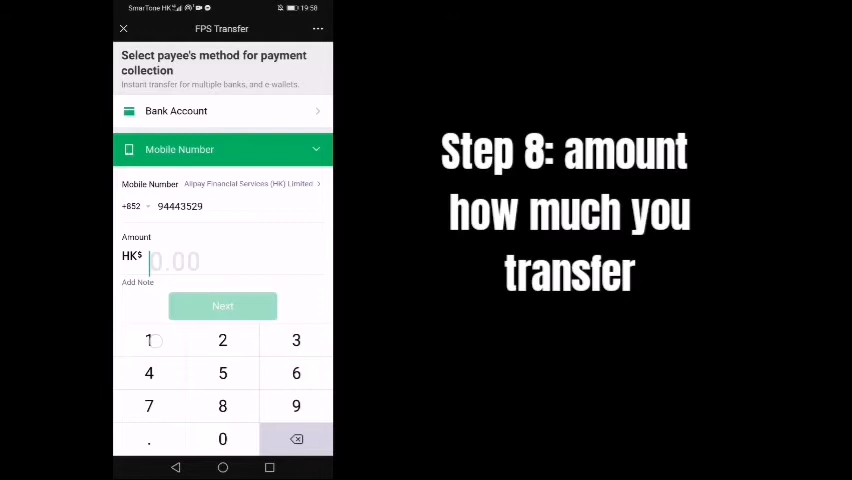 SmarTone HK 19:58
FPS Transfer
Select payee's method for payment
collection
Instant transfer for multiple banks, and e-wallets.
Bank Account
Mobile Number
Mobile Number Alipay Financial Services (HK) Limited
+852 94443529
Amount
HK$ 0.00
Add Note
Next
1 2 3
4 5 6
7 8 9
. 0
Step 8: amount
how much you
transfer